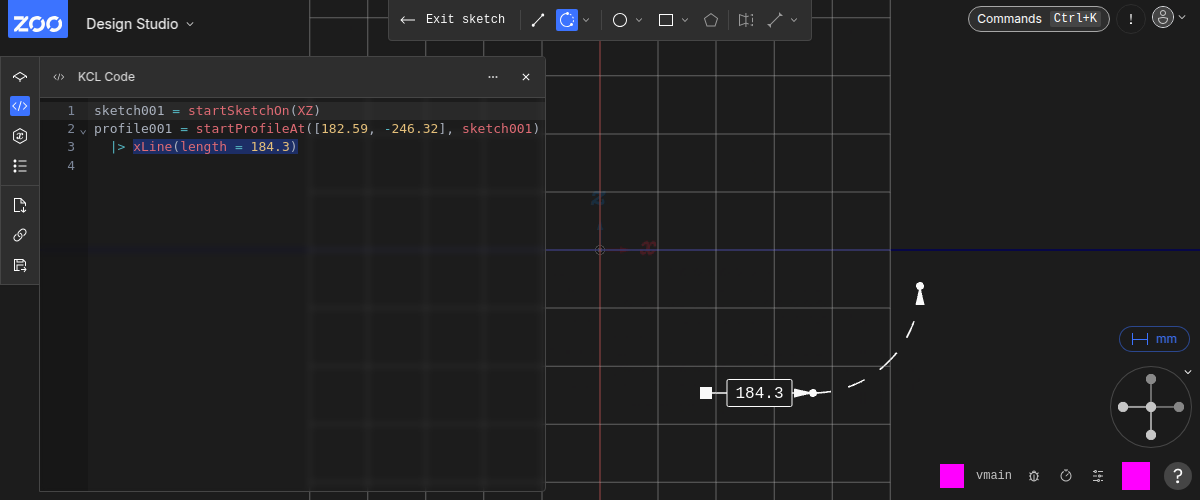 ZOO
Design Studio
Exit sketch
Commands Ctrl+K
!
KCL Code
1 sketch001 = startSketchOn(XZ)
2 profile001 = startProfileAt([182.59, -246.32], sketch001)
3 |> xLine(length = 184.3)
4
z
x
mm
184.3
vmain
?